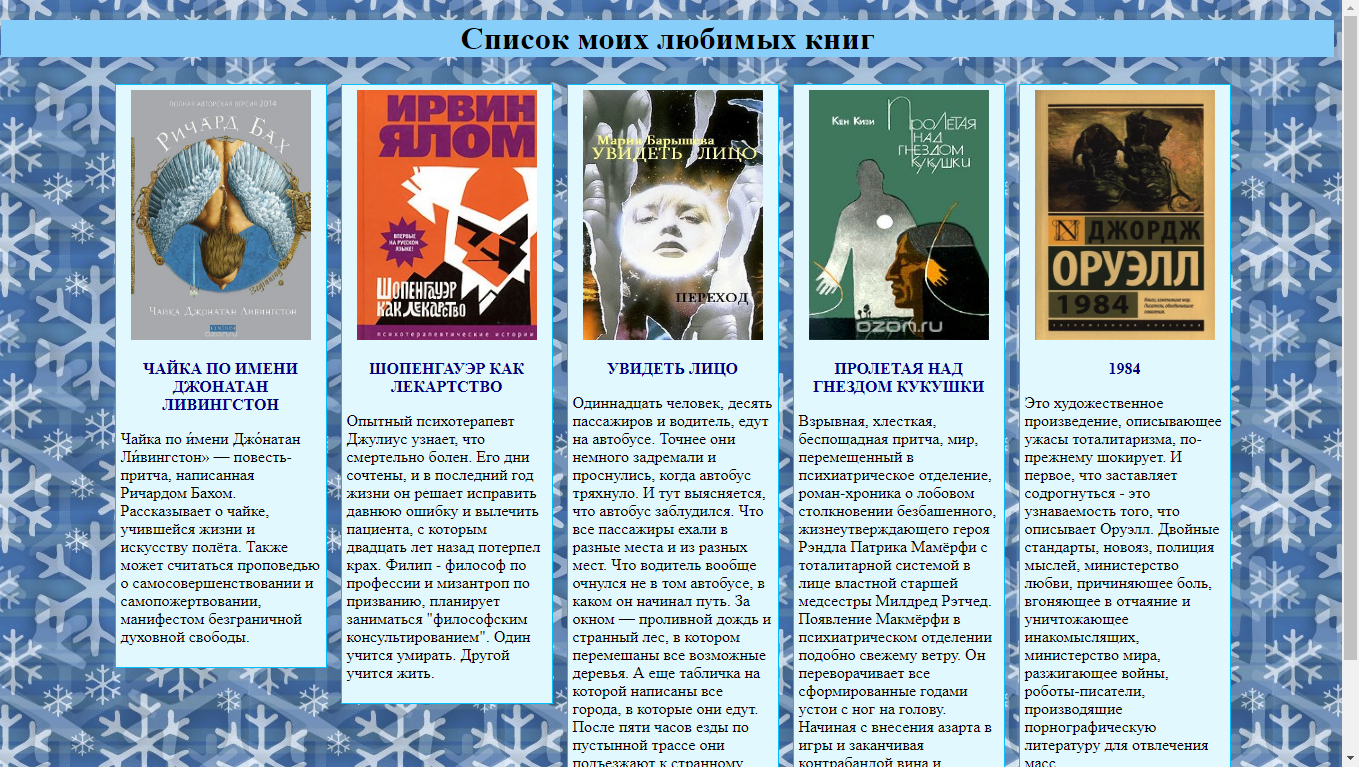 Список моих любимых книг
ПОЛНАЯ АВТОРСКАЯ ВЕРСИЯ 2014
РИЧАРД БАХ
ЧАЙКА ДЖОНАТАН ЛИВИНГСТОН
ЧАЙКА ПО ИМЕНИ
ДЖОНАТАН
ЛИВИНГСТОН
Чайка по и́мени Джо́натан
Ли́вингстон» — повесть-
притча, написанная
Ричардом Бахом.
Рассказывает о чайке,
учившейся жизни и
искусству полёта. Также
может считаться проповедью
о самосовершенствовании и
самопожертвовании,
манифестом безграничной
духовной свободы.
ИРВИН
ЯЛОМ
ВПЕРВЫЕ
НА РУССКОМ
ЯЗЫКЕ!
Шопенгауэр
как лекарство
психотерапевтические истории
ШОПЕНГАУЭР КАК
ЛЕКАРТСТВО
Опытный психотерапевт
Джулиус узнает, что
смертельно болен. Его дни
сочтены, и в последний год
жизни он решает исправить
давнюю ошибку и вылечить
пациента, с которым
двадцать лет назад потерпел
крах. Филип - философ по
профессии и мизантроп по
призванию, планирует
заниматься "философским
консультированием". Один
учится умирать. Другой
учится жить.
Мария Барышева
УВИДЕТЬ ЛИЦО
ПЕРЕХОД
УВИДЕТЬ ЛИЦО
Одиннадцать человек, десять
пассажиров и водитель, едут
на автобусе. Точнее они
немного задремали и
проснулись, когда автобус
тряхнуло. И тут выясняется,
что автобус заблудился. Что
все пассажиры ехали в
разные места и из разных
мест. Что водитель вообще
очнулся не в том автобусе, в
каком он начинал путь. За
окном — проливной дождь и
странный лес, в котором
перемешаны все возможные
деревья. А еще табличка на
которой написаны все
города, в которые они едут.
После пяти часов езды по
пустынной трассе они
подъезжают к странному
Кен Кизи
Пролетая
над
гнездом
кукушки
ozon.ru
ПРОЛЕТАЯ НАД
ГНЕЗДОМ КУКУШКИ
Взрывная, хлесткая,
беспощадная притча, мир,
перемещенный в
психиатрическое отделение,
роман-хроника о лобовом
столкновении безбашенного,
жизнеутверждающего героя
Рэндла Патрика Мамёрфи с
тоталитарной системой в
лице властной старшей
медсестры Милдред Рэтчед.
Появление Макмёрфи в
психиатрическом отделении
подобно свежему ветру. Он
переворачивает все
сформированные годами
устои с ног на голову.
Начиная с внесения азарта в
игры и заканчивая
контрабандой вина и
ДЖОРДЖ
ОРУЭЛЛ
1984
1984
Это художественное
произведение, описывающее
ужасы тоталитаризма, по-
прежнему шокирует. И
первое, что заставляет
содрогнуться - это
узнаваемость того, что
описывает Оруэлл. Двойные
стандарты, новояз, полиция
мыслей, министерство
любви, причиняющее боль,
вгоняющее в отчаяние и
уничтожающее
инакомыслящих,
министерство мира,
разжигающее войны,
роботы-писатели,
производящие
порнографическую
литературу для отвлечения
масс